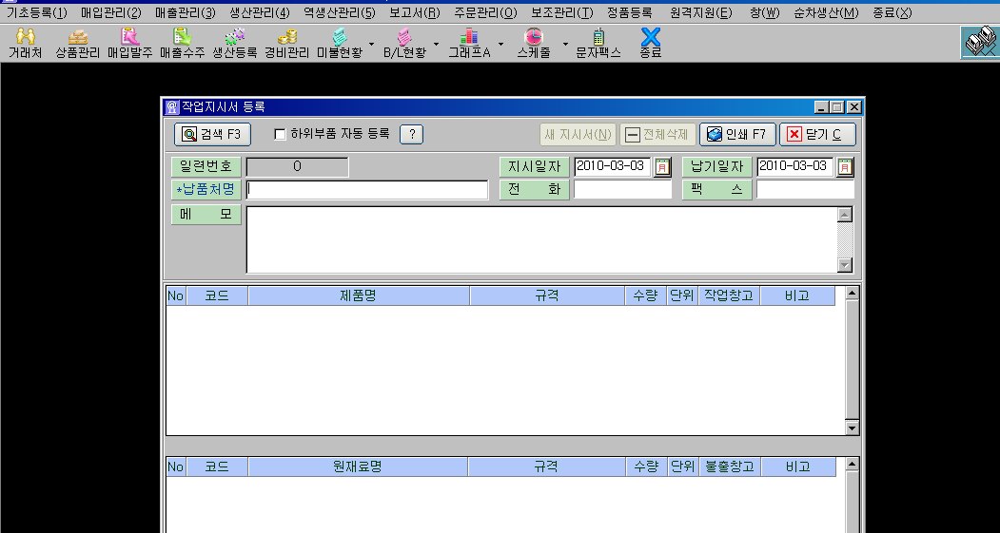 기초등록(1) 매입관리(2) 매출관리(3) 생산관리(4) 역생산관리(5) 보고서(R) 주문관리(O) 보조관리(T) 정품등록 원격지원(E) 창(W) 순차생산(M) 종료(X)
거래처 상품관리 매입발주 매출수주 생산등록 경비관리 미불현황 B/L현황 그래프A 스케줄 문자팩스 종료
작업지시서 등록
검색 F3 하위부품 자동 등록 ? 새 지시서(N) 전체삭제 인쇄 F7 닫기 C
일련번호 0 지시일자 2010-03-03 月 납기일자 2010-03-03 月
*납품처명 전 화 팩 스
메 모
No 코드 제품명 규격 수량 단위 작업창고 비고
No 코드 원재료명 규격 수량 단위 불출창고 비고